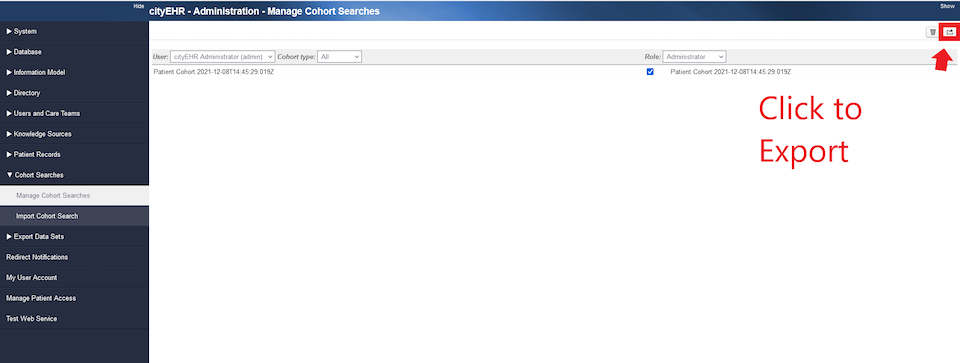 Hide
cityEHR - Administration - Manage Cohort Searches
Show
▶ System
▶ Database
▶ Information Model
▶ Directory
▶ Users and Care Teams
▶ Knowledge Sources
▶ Patient Records
▼ Cohort Searches
Manage Cohort Searches
Import Cohort Search
▶ Export Data Sets
Redirect Notifications
My User Account
Manage Patient Access
Test Web Service
User: cityEHR Administrator (admin) Cohort type: All Role: Administrator
Patient Cohort 2021-12-08T14:45:29.019Z Patient Cohort 2021-12-08T14:45:29.019Z
Click to
Export